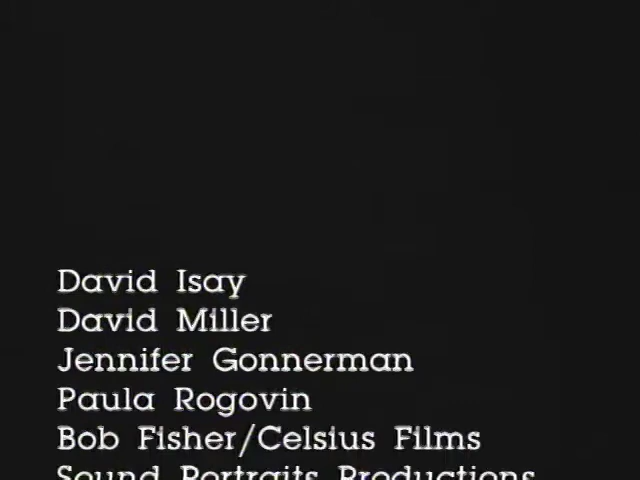 David Isay
David Miller
Jennifer Gonnerman
Paula Rogovin
Bob Fisher/Celsius Films
Sound Portraits Productions